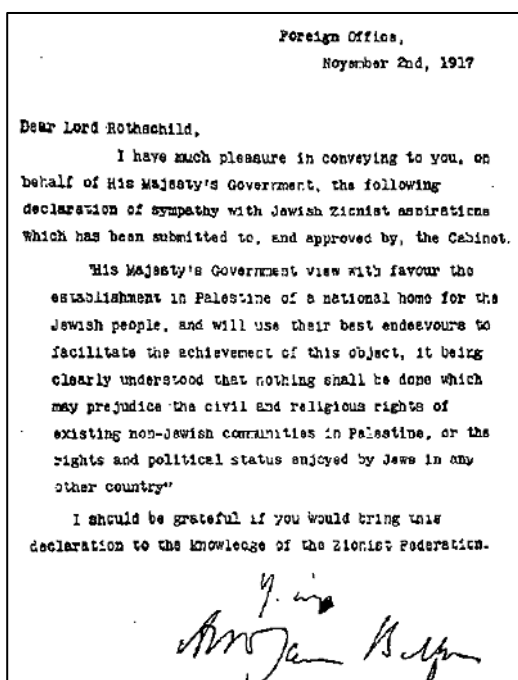 Foreign Office,
November 2nd, 1917
Dear Lord Rothschild,
I have much pleasure in conveying to you, on
behalf of His Majesty's Government, the following
declaration of sympathy with Jewish Zionist aspirations
which has been submitted to, and approved by, the Cabinet.
"His Majesty's Government view with favour the
establishment in Palestine of a national home for the
Jewish people, and will use their best endeavours to
facilitate the achievement of this object, it being
clearly understood that nothing shall be done which
may prejudice the civil and religious rights of
existing non-Jewish communities in Palestine, or the
rights and political status enjoyed by Jews in any
other country"
I should be grateful if you would bring this
declaration to the knowledge of the Zionist Federation.